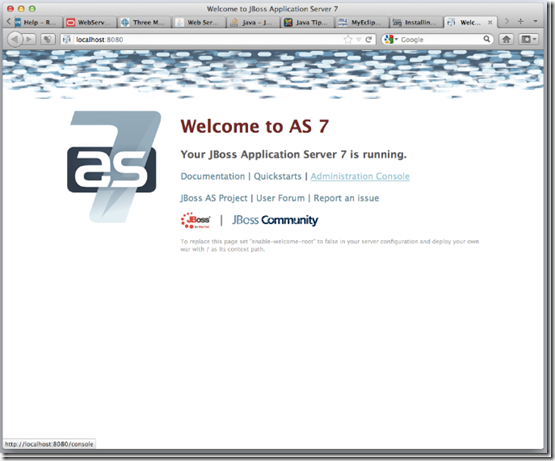 Welcome to JBoss Application Server 7
Help – R...
WebServ...
Three M...
Web Ser...
Java – J...
Java Tip...
MyEclips...
Installin...
Welc...
localhost:8080
Google
7
as
Welcome to AS 7
Your JBoss Application Server 7 is running.
Documentation | Quickstarts | Administration Console
JBoss AS Project | User Forum | Report an issue
JBoss | JBoss Community
To replace this page set "enable-welcome-root" to false in your server configuration and deploy your own
war with / as its context path.
http://localhost:8080/console